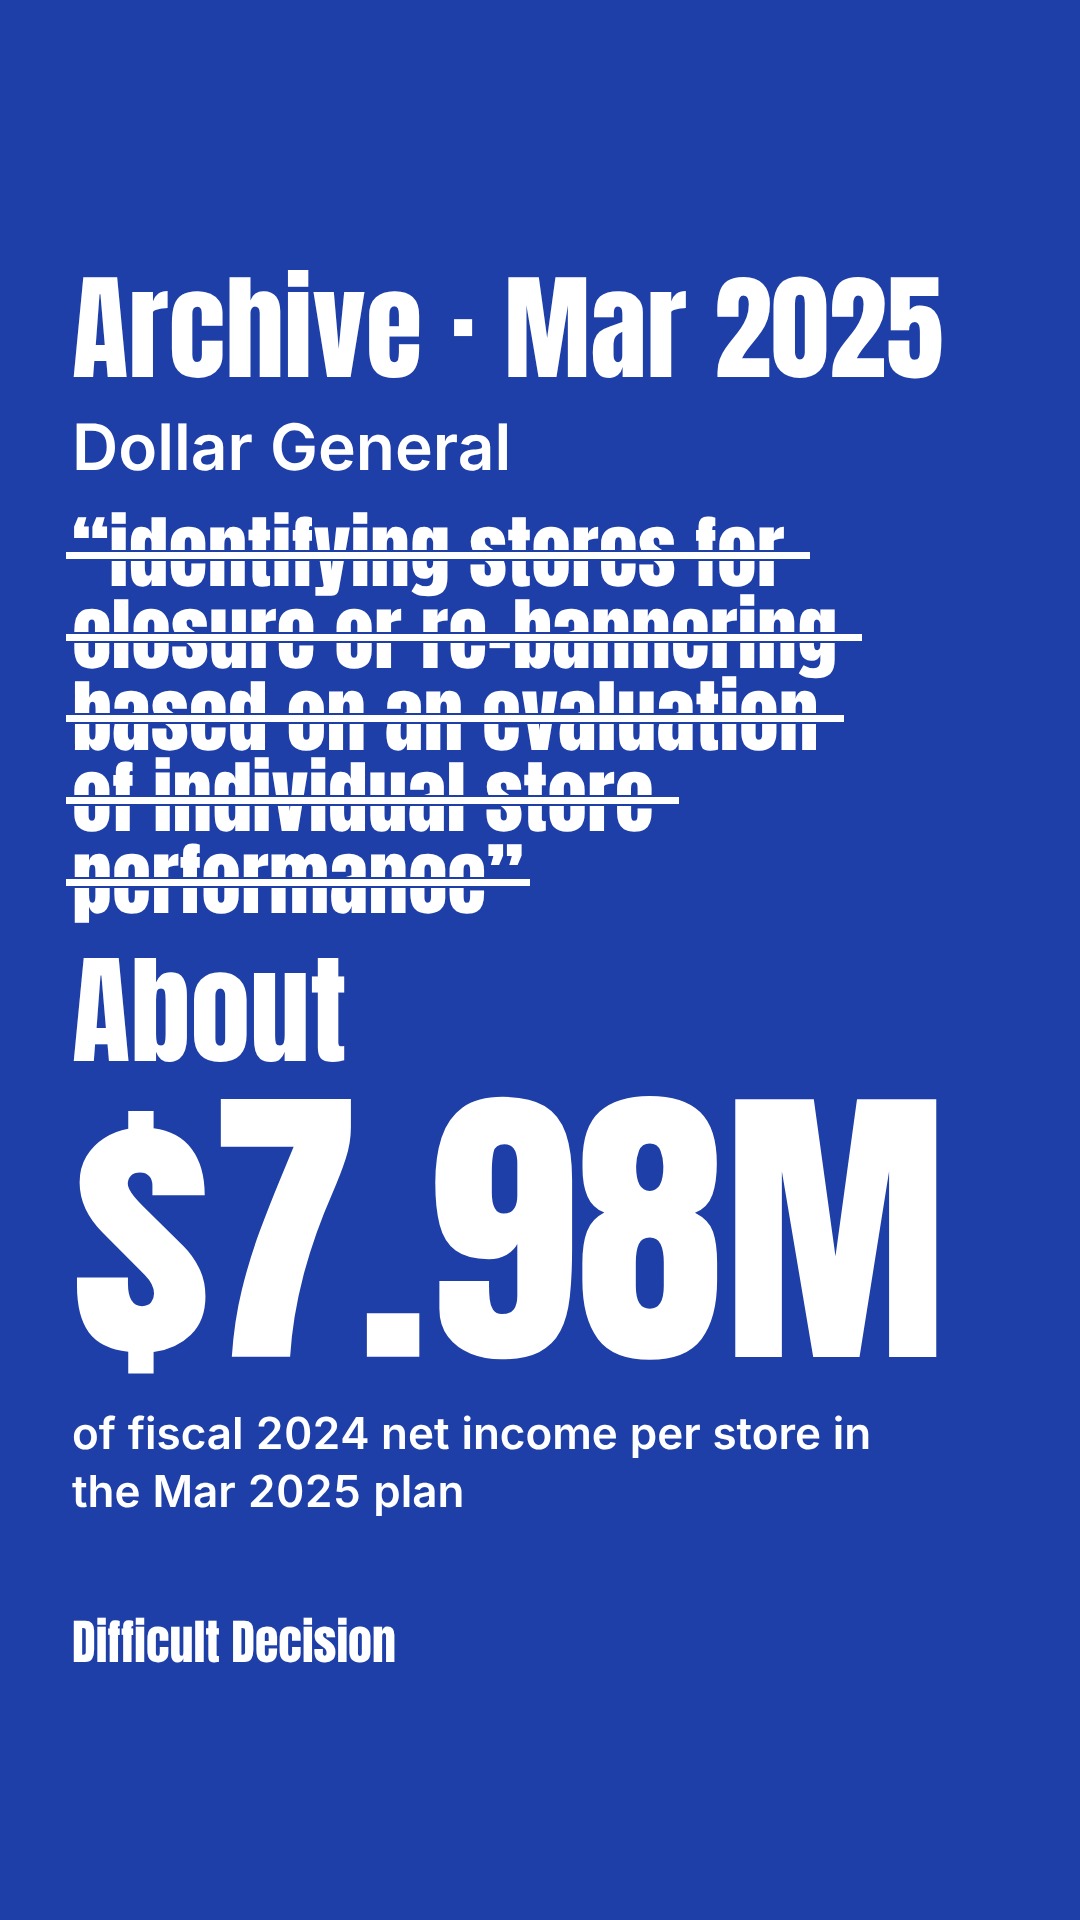 Archive · Mar 2025
Dollar General
“identifying stores for
closure or re-bannering
based on an evaluation
of individual store
performance”
About
$7.98M
of fiscal 2024 net income per store in
the Mar 2025 plan
Difficult Decision